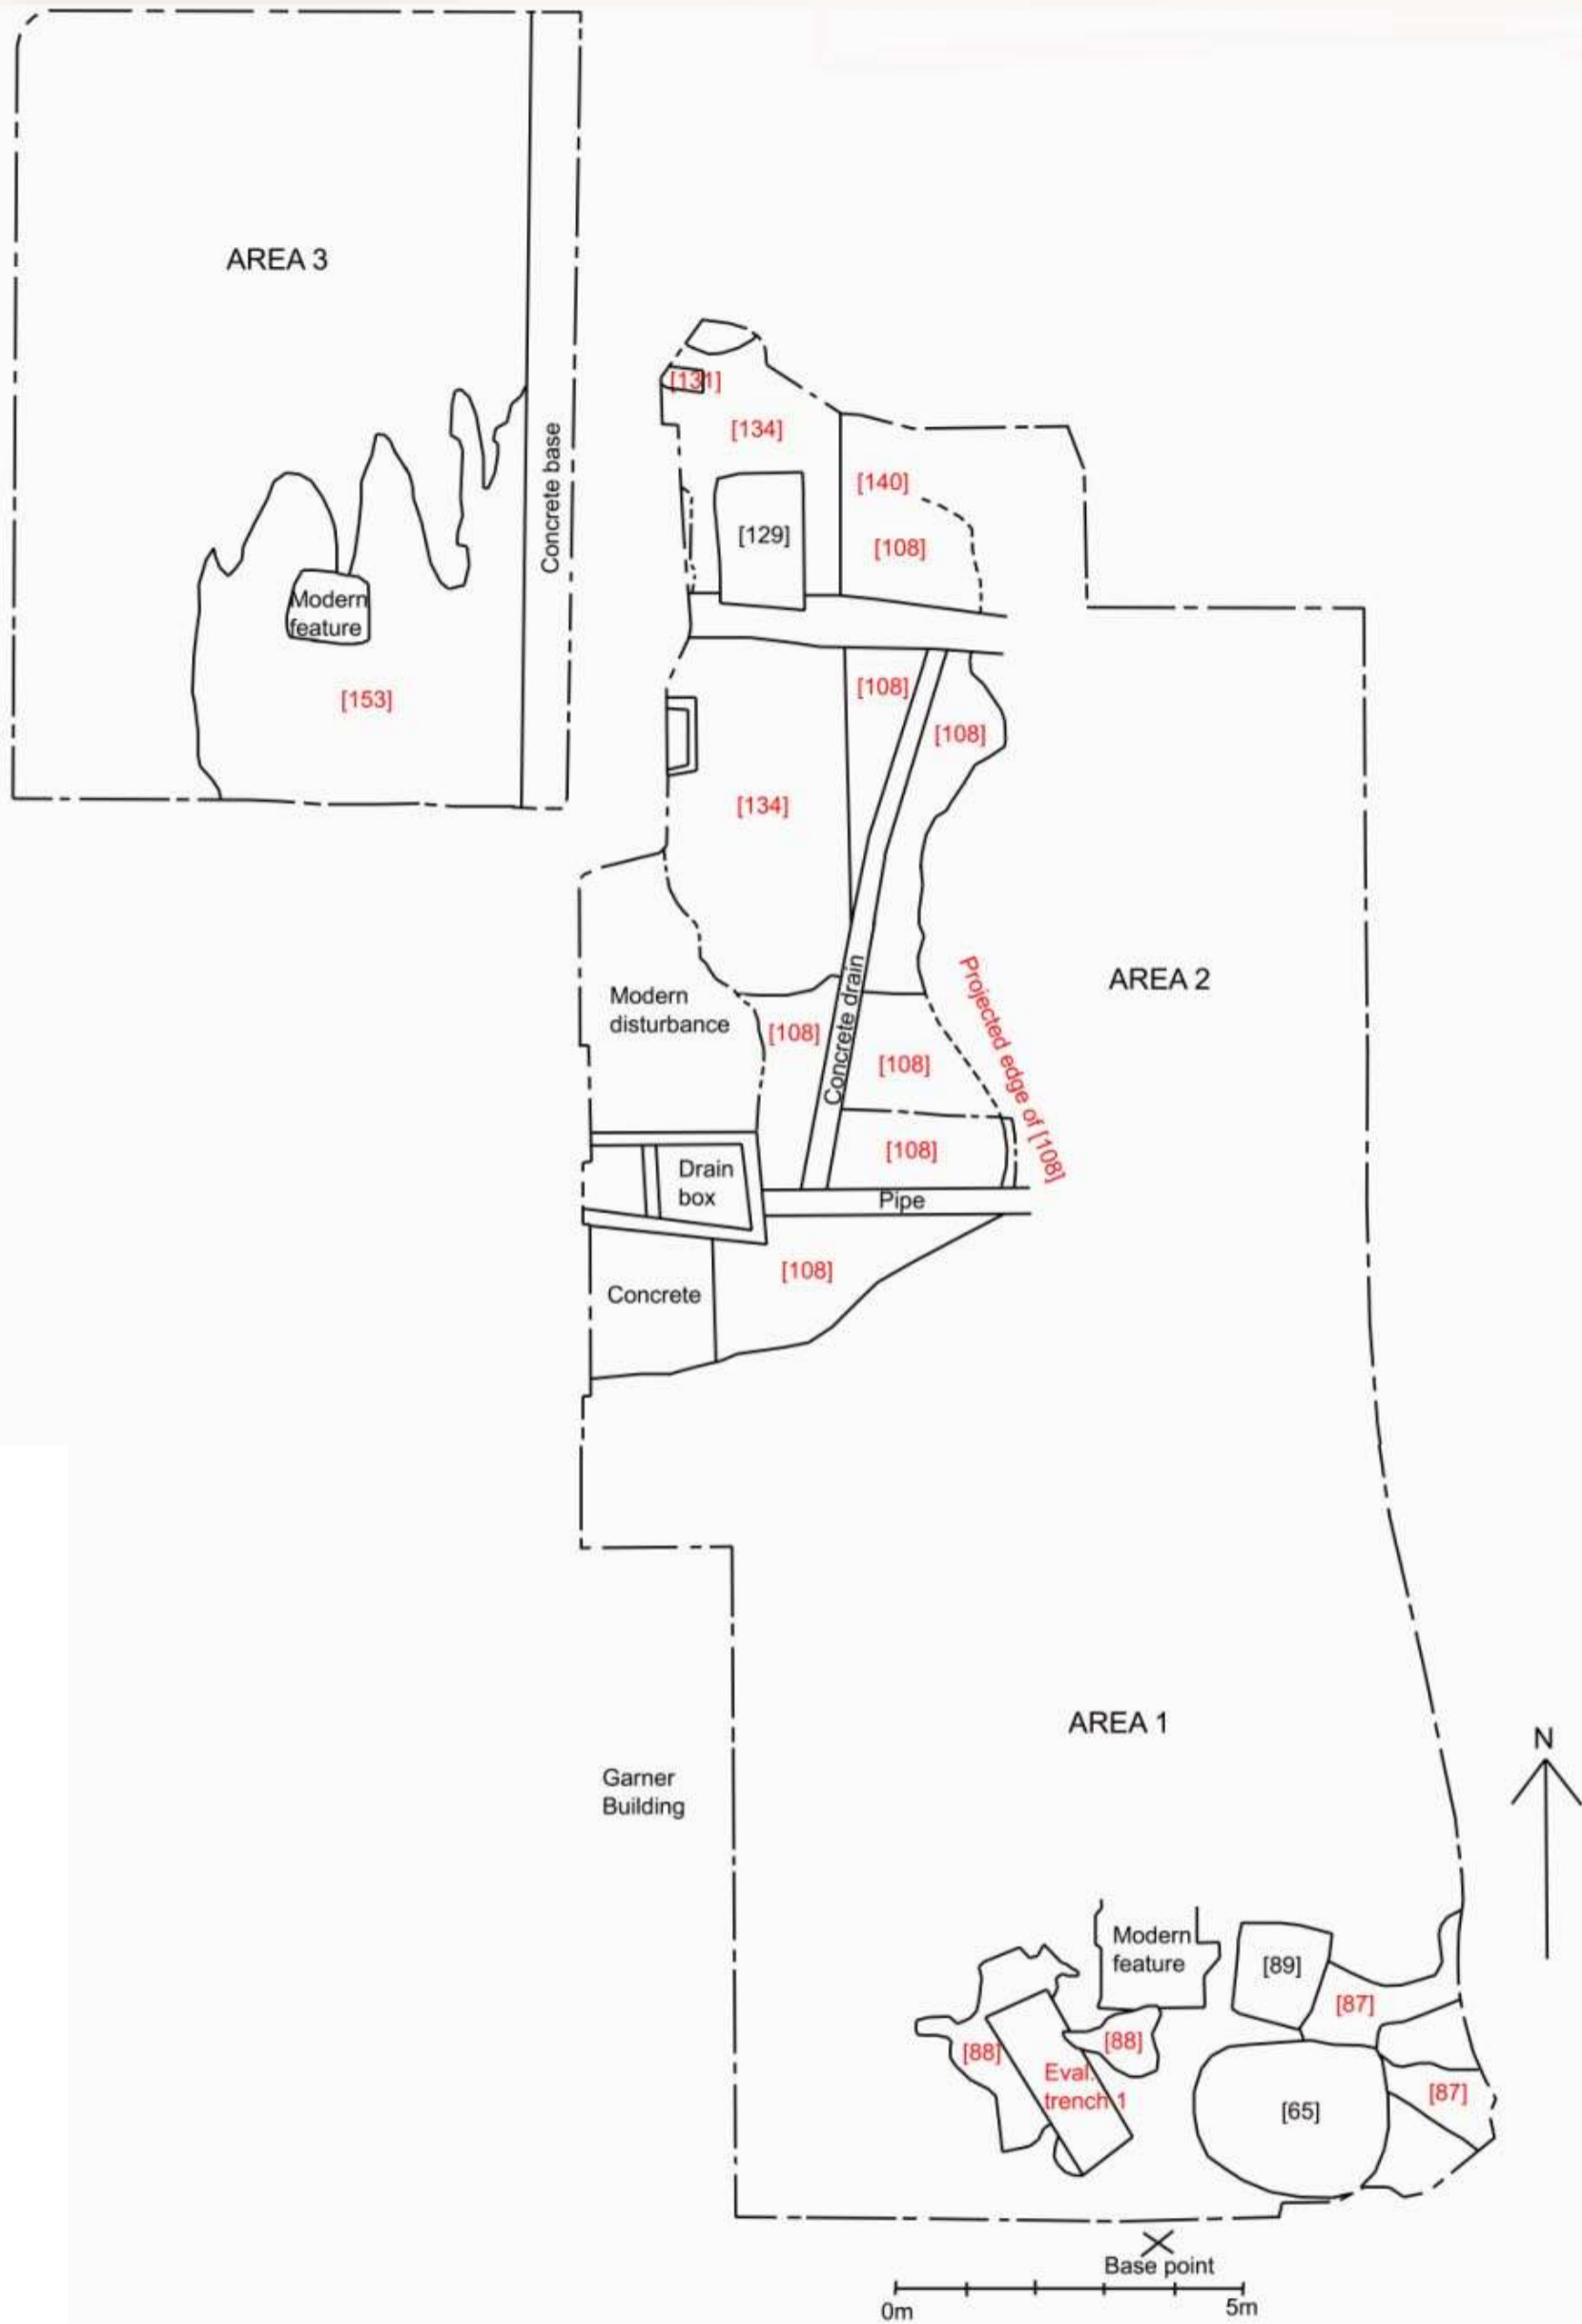 AREA 3
Concrete base
Modern
feature
[153]
[131]
[134]
[140]
[129]
[108]
[108]
[108]
[134]
AREA 2
Projected edge of [108]
Concrete drain
Modern
disturbance
[108]
[108]
[108]
Drain
box
Pipe
[108]
Concrete
AREA 1
Garner
Building
N
Modern
feature
[89]
[87]
[88]
[88]
Eval.
trench 1
[87]
[65]
Base point
0m
5m